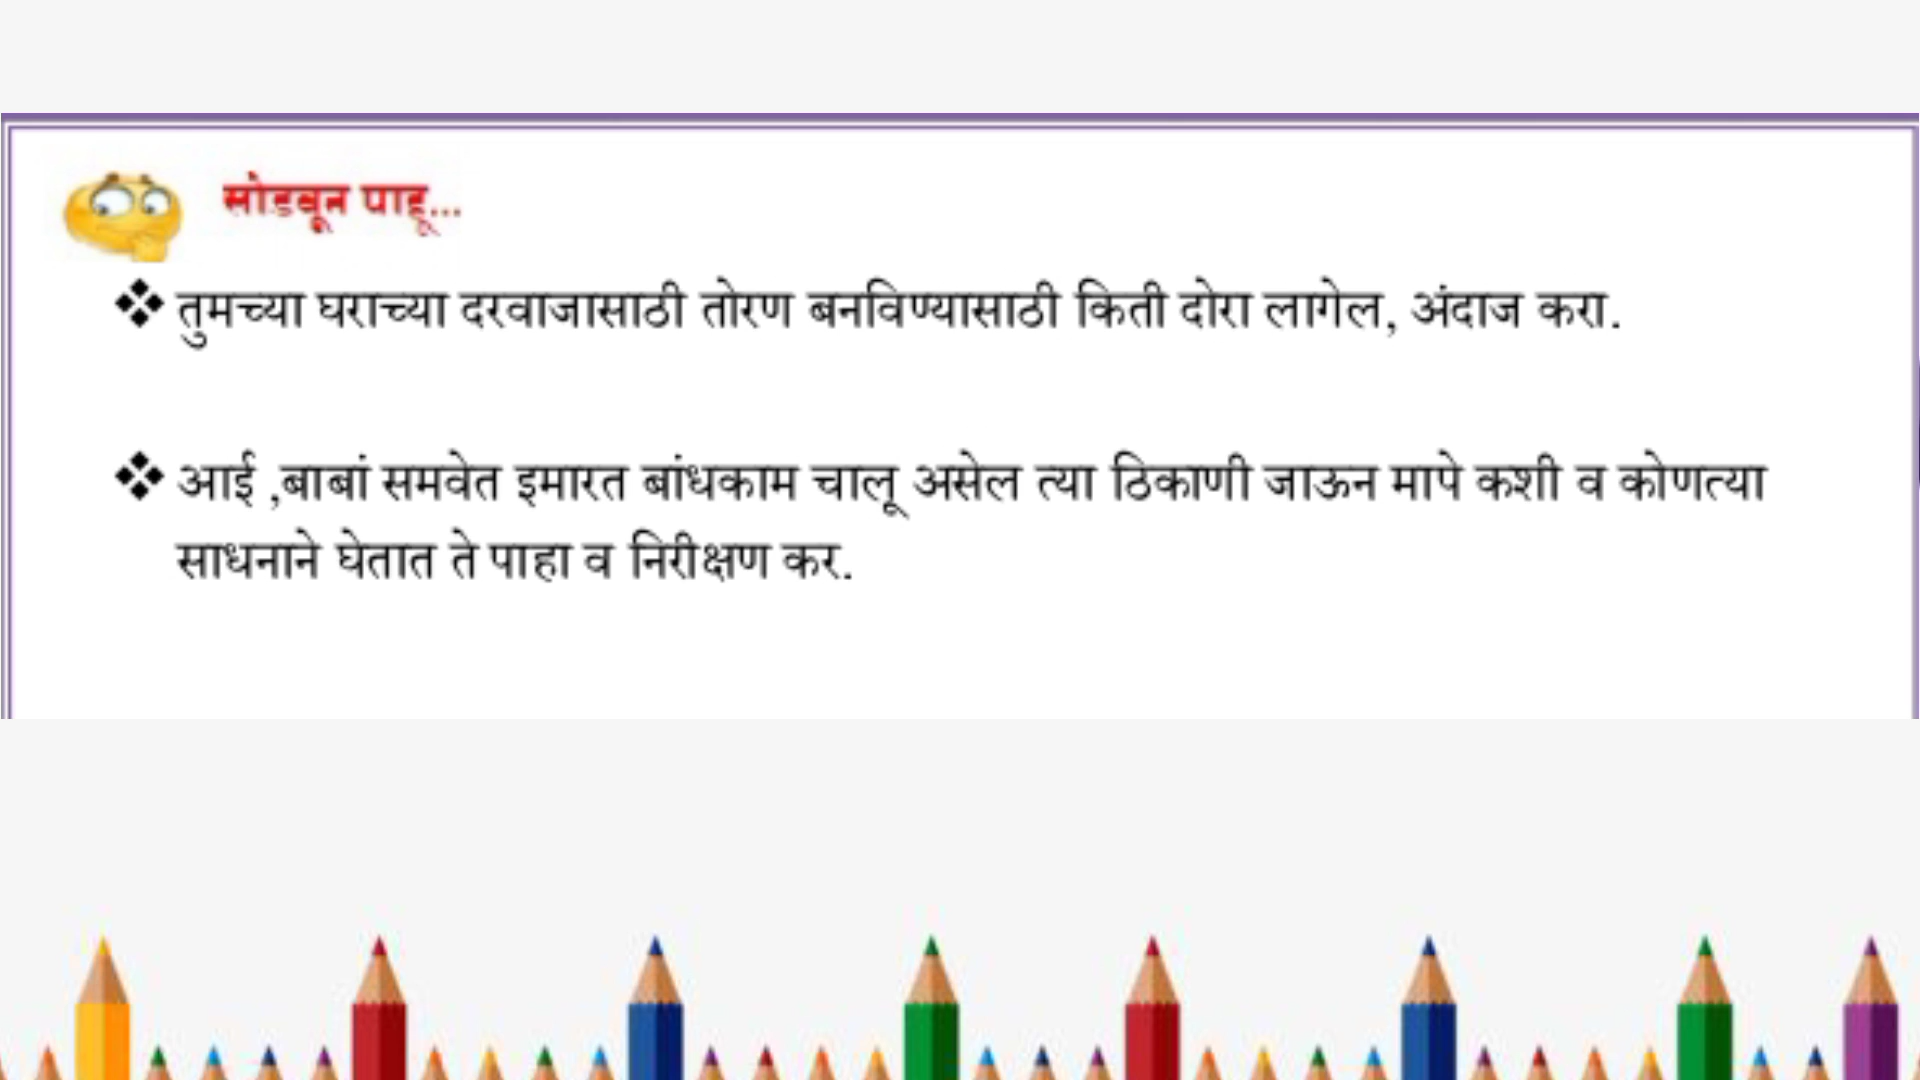 सोडवून पाहू...
❖ तुमच्या घराच्या दरवाजासाठी तोरण बनविण्यासाठी किती दोरा लागेल, अंदाज करा.
❖ आई ,बाबां समवेत इमारत बांधकाम चालू असेल त्या ठिकाणी जाऊन मापे कशी व कोणत्या
साधनाने घेतात ते पाहा व निरीक्षण कर.